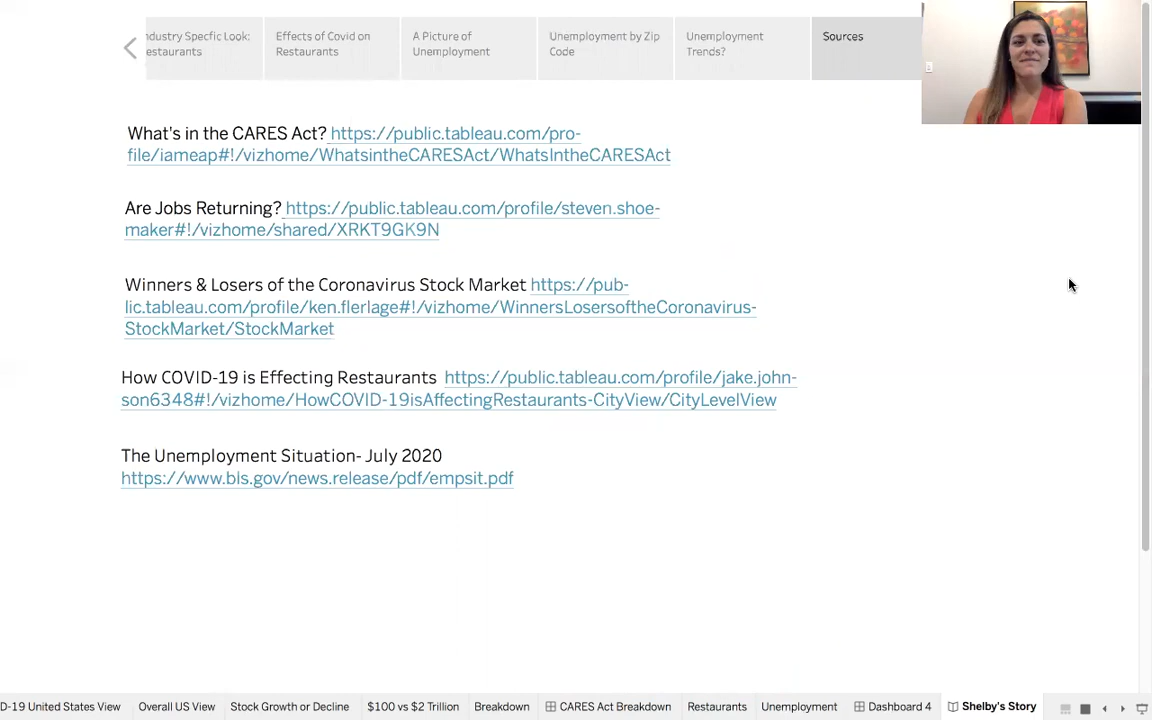 ndustry Specfic Look:
estaurants
Effects of Covid on
Restaurants
A Picture of
Unemployment
Unemployment by Zip
Code
Unemployment
Trends?
Sources
What's in the CARES Act? https://public.tableau.com/pro-
file/iameap#!/vizhome/WhatsintheCARESAct/WhatsIntheCARESAct
Are Jobs Returning? https://public.tableau.com/profile/steven.shoe-
maker#!/vizhome/shared/XRKT9GK9N
Winners & Losers of the Coronavirus Stock Market https://pub-
lic.tableau.com/profile/ken.flerlage#!/vizhome/WinnersLosersoftheCoronavirus-
StockMarket/StockMarket
How COVID-19 is Effecting Restaurants https://public.tableau.com/profile/jake.john-
son6348#!/vizhome/HowCOVID-19isAffectingRestaurants-CityView/CityLevelView
The Unemployment Situation- July 2020
https://www.bls.gov/news.release/pdf/empsit.pdf
D-19 United States View Overall US View Stock Growth or Decline $100 vs $2 Trillion Breakdown CARES Act Breakdown Restaurants Unemployment Dashboard 4 Shelby's Story